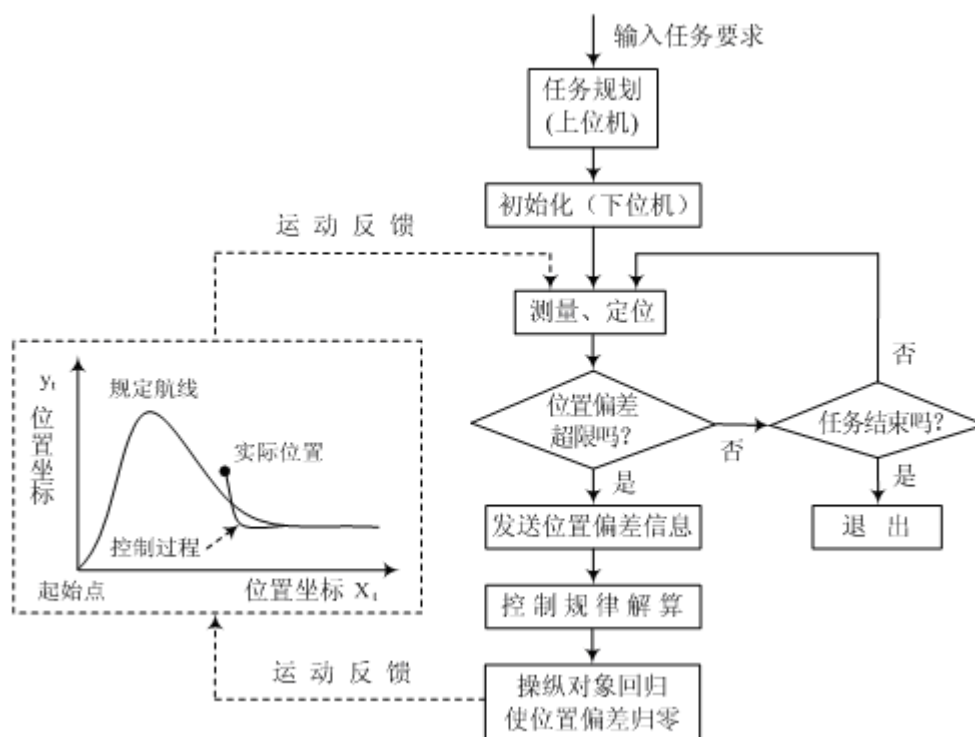 输入任务要求
任务规划
(上位机)
初始化（下位机）
运动反馈
测量、定位
否
yt
位置坐标
规定航线
实际位置
控制过程
起始点
位置坐标 Xt
位置偏差
超限吗?
否
任务结束吗?
是
是
发送位置偏差信息
退 出
控制规律解算
运动反馈
操纵对象回归
使位置偏差归零